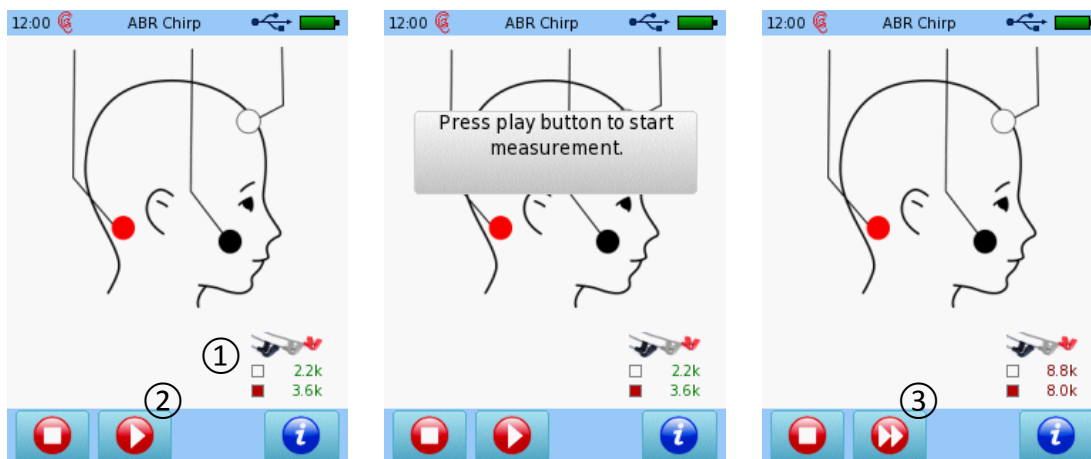 12:00 ABR Chirp
①
2.2k
3.6k
②
i
12:00 ABR Chirp
Press play button to start
measurement.
2.2k
3.6k
i
12:00 ABR Chirp
8.8k
8.0k
③
i